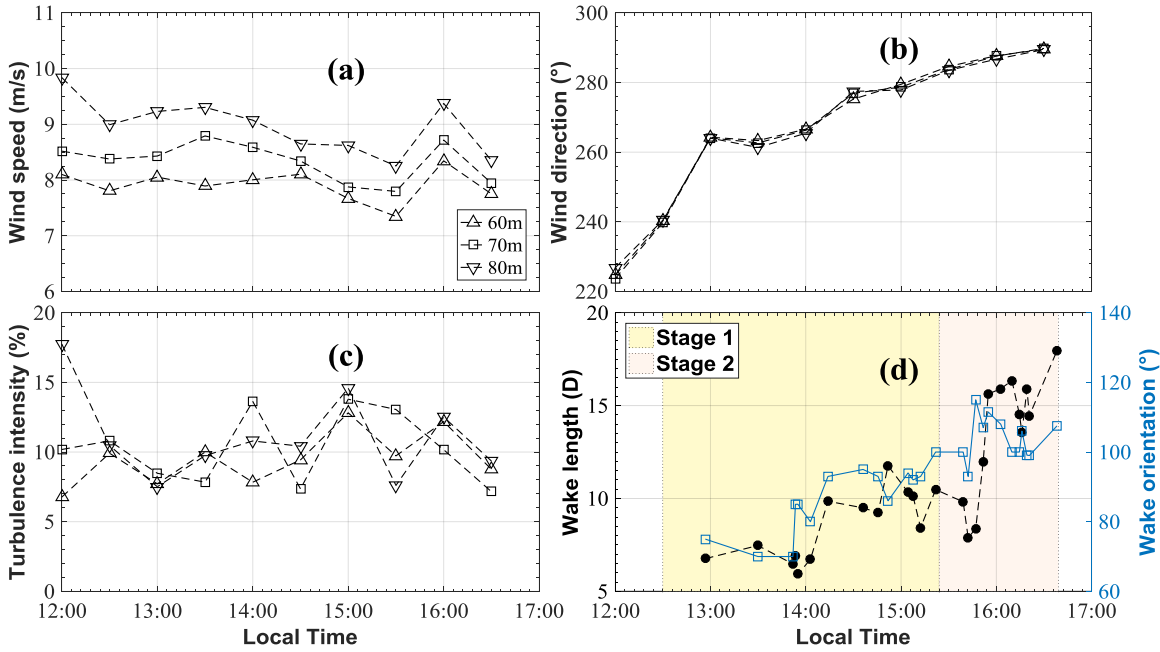 11
10
9
8
7
6
Wind speed (m/s)
(a)
60m
70m
80m
300
280
260
240
220
Wind direction (°)
(b)
20
15
10
5
0
Turbulence intensity (%)
(c)
12:00 13:00 14:00 15:00 16:00 17:00
Local Time
20
15
10
5
Wake length (D)
Stage 1
Stage 2
(d)
140
120
100
80
60
Wake orientation (°)
12:00 13:00 14:00 15:00 16:00 17:00
Local Time